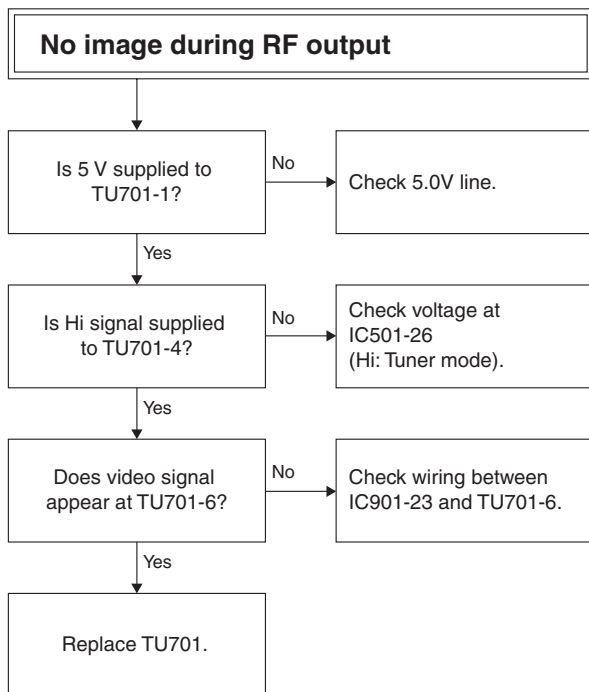 No image during RF output
Is 5 V supplied to
TU701-1?
No
Check 5.0V line.
Yes
Is Hi signal supplied
to TU701-4?
No
Check voltage at
IC501-26
(Hi: Tuner mode).
Yes
Does video signal
appear at TU701-6?
No
Check wiring between
IC901-23 and TU701-6.
Yes
Replace TU701.